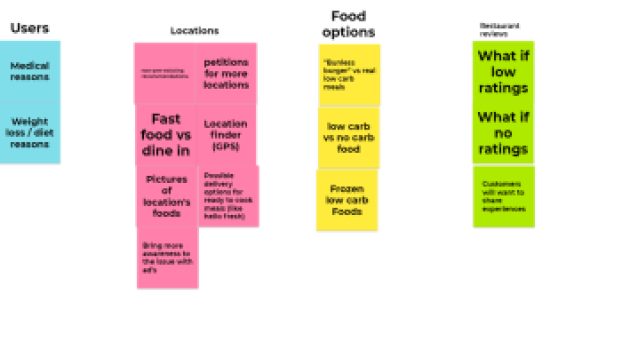 Users
Medical
reasons
Weight
loss / diet
reasons
Locations
petitions
for more
locations
Fast
food vs
dine in
Location
finder
(GPS)
Pictures
of
location's
foods
Possible
delivery
options for
ready to cook
meals (like
hello fresh)
Bring more
awareness to
the issue with
ad's
Food
options
"Bunless
burger" vs real
low carb
meals
low carb
vs no carb
food
Frozen
low carb
Foods
Restaurant
reviews
What if
low
ratings
What if
no
ratings
Customers
will want to
share
experiences